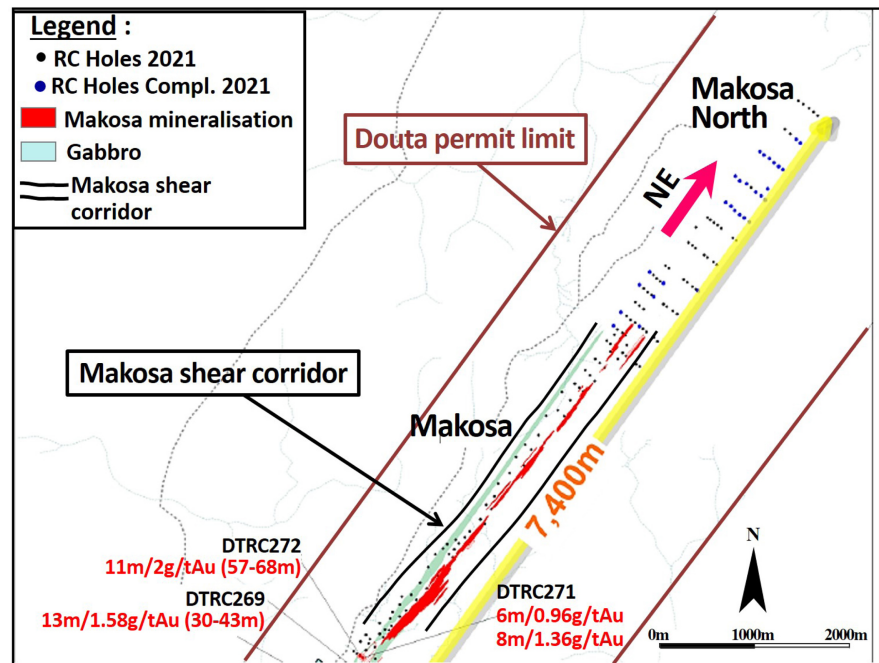 Legend :
RC Holes 2021
RC Holes Compl. 2021
Makosa mineralisation
Gabbro
Makosa shear
corridor
Makosa
North
Douta permit limit
NE
Makosa shear corridor
Makosa
7,400m
DTRC272
11m/2g/tAu (57-68m)
DTRC269
13m/1.58g/tAu (30-43m)
DTRC271
6m/0.96g/tAu
8m/1.36g/tAu
N
0m 1000m 2000m